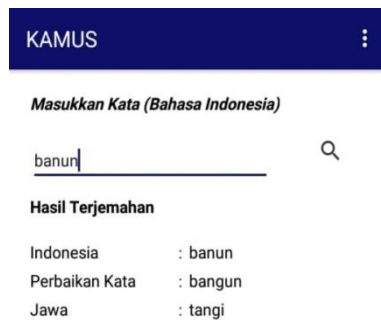 KAMUS
Masukkan Kata (Bahasa Indonesia)
banun
Hasil Terjemahan
Indonesia : banun
Perbaikan Kata : bangun
Jawa : tangi